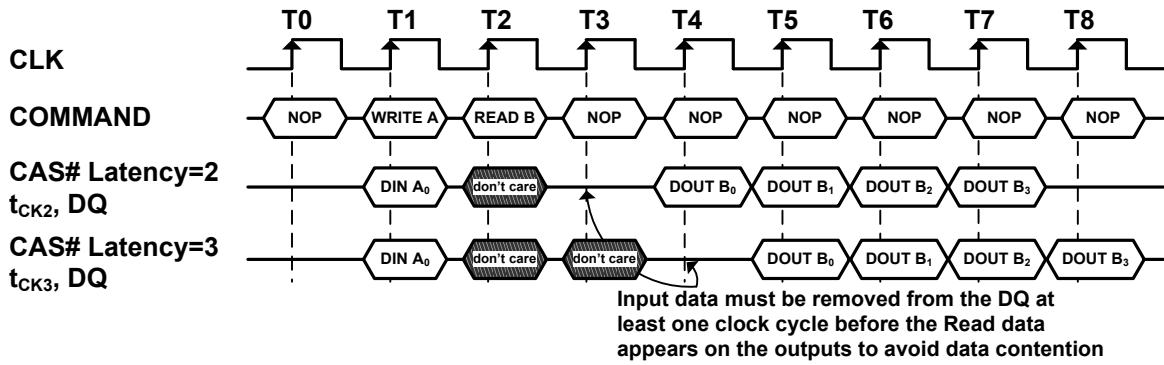 T0 T1 T2 T3 T4 T5 T6 T7 T8
CLK
COMMAND NOP WRITE A READ B NOP NOP NOP NOP NOP NOP
CAS# Latency=2
tCK2, DQ DIN A0 don't care DOUT B0 DOUT B1 DOUT B2 DOUT B3
CAS# Latency=3
tCK3, DQ DIN A0 don't care don't care DOUT B0 DOUT B1 DOUT B2 DOUT B3
Input data must be removed from the DQ at
least one clock cycle before the Read data
appears on the outputs to avoid data contention